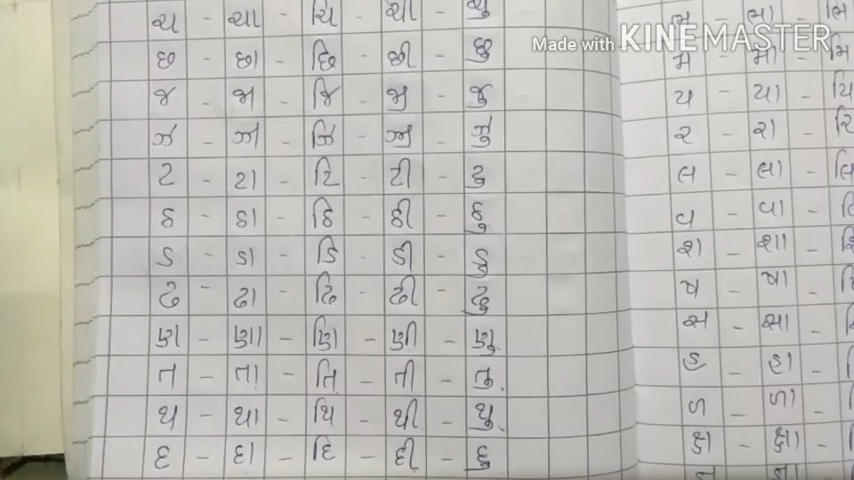 ચ - ચા - ચિ - ચી - ચુ
છ - છા - છિ - છી - છુ
જ - જા - જિ - જી - જુ
ઝ - ઝા - ઝિ - ઝી - ઝુ
ટ - ટા - ટિ - ટી - ટુ
ઠ - ઠા - ઠિ - ઠી - ઠુ
ડ - ડા - ડિ - ડી - ડુ
ઢ - ઢા - ઢિ - ઢી - ઢુ
ણ - ણા - ણિ - ણી - ણુ
ત - તા - તિ - તી - તુ
થ - થા - થિ - થી - થુ
દ - દા - દિ - દી - દુ
ભ - ભા - ભિ
મ - મા - મિ
ય - યા - યિ
ર - રા - રિ
લ - લા - લિ
વ - વા -
શ - શા - શિ
ષ - ષા -
સ - સા -
હ - હા -
ળ - ળા -
ક્ષ - ક્ષા -
Made with KINEMASTER